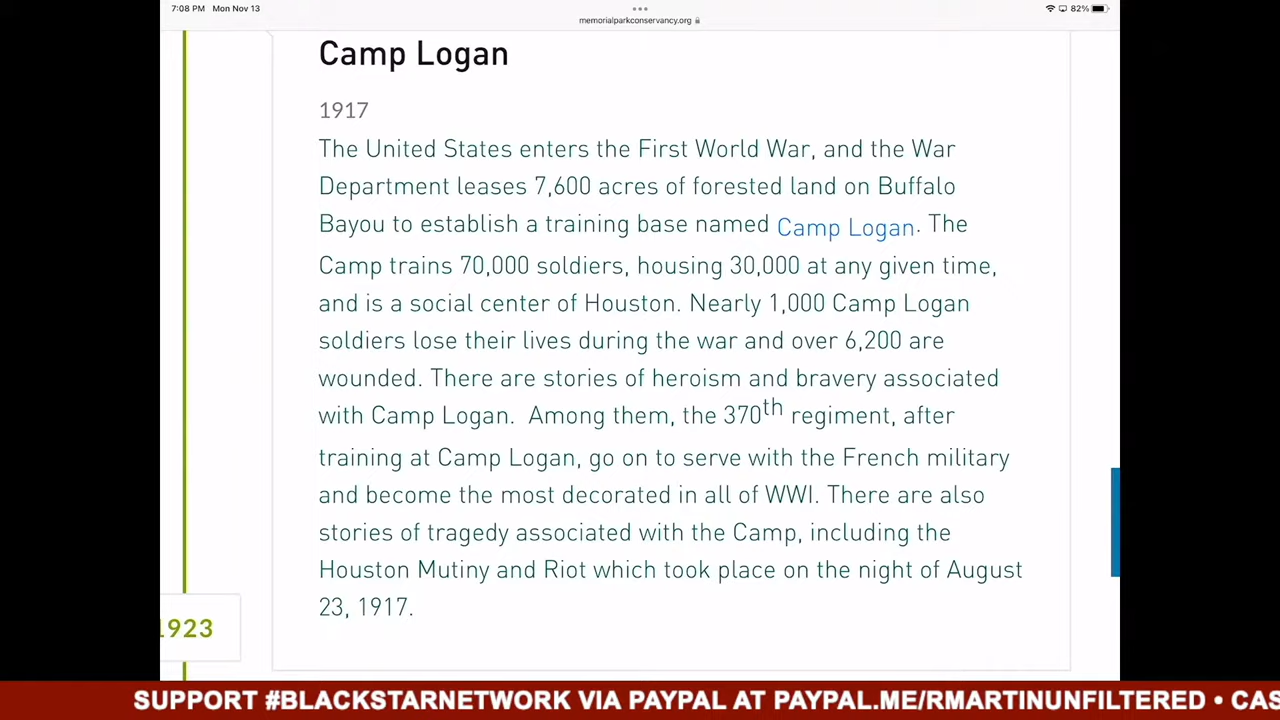 7:08 PM Mon Nov 13
82%
memorialparkconservancy.org
Camp Logan
1917
The United States enters the First World War, and the War
Department leases 7,600 acres of forested land on Buffalo
Bayou to establish a training base named Camp Logan. The
Camp trains 70,000 soldiers, housing 30,000 at any given time,
and is a social center of Houston. Nearly 1,000 Camp Logan
soldiers lose their lives during the war and over 6,200 are
wounded. There are stories of heroism and bravery associated
with Camp Logan. Among them, the 370th regiment, after
training at Camp Logan, go on to serve with the French military
and become the most decorated in all of WWI. There are also
stories of tragedy associated with the Camp, including the
Houston Mutiny and Riot which took place on the night of August
23, 1917.
1923
SUPPORT #BLACKSTARNETWORK VIA PAYPAL AT PAYPAL.ME/RMARTINUNFILTERED • CAS